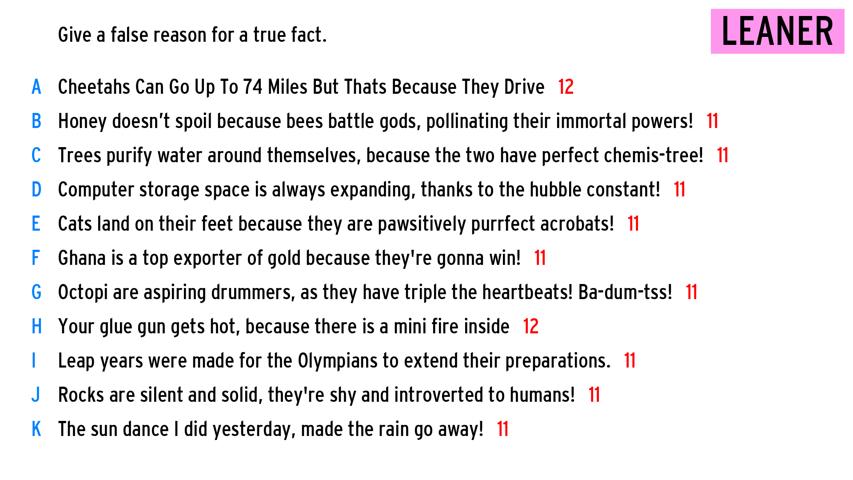 Give a false reason for a true fact.
LEANER
A Cheetahs Can Go Up To 74 Miles But Thats Because They Drive 12
B Honey doesn't spoil because bees battle gods, pollinating their immortal powers! 11
C Trees purify water around themselves, because the two have perfect chemis-tree! 11
D Computer storage space is always expanding, thanks to the hubble constant! 11
E Cats land on their feet because they are pawsitively purrfect acrobats! 11
F Ghana is a top exporter of gold because they're gonna win! 11
G Octopi are aspiring drummers, as they have triple the heartbeats! Ba-dum-tss! 11
H Your glue gun gets hot, because there is a mini fire inside 12
I Leap years were made for the Olympians to extend their preparations. 11
J Rocks are silent and solid, they're shy and introverted to humans! 11
K The sun dance I did yesterday, made the rain go away! 11